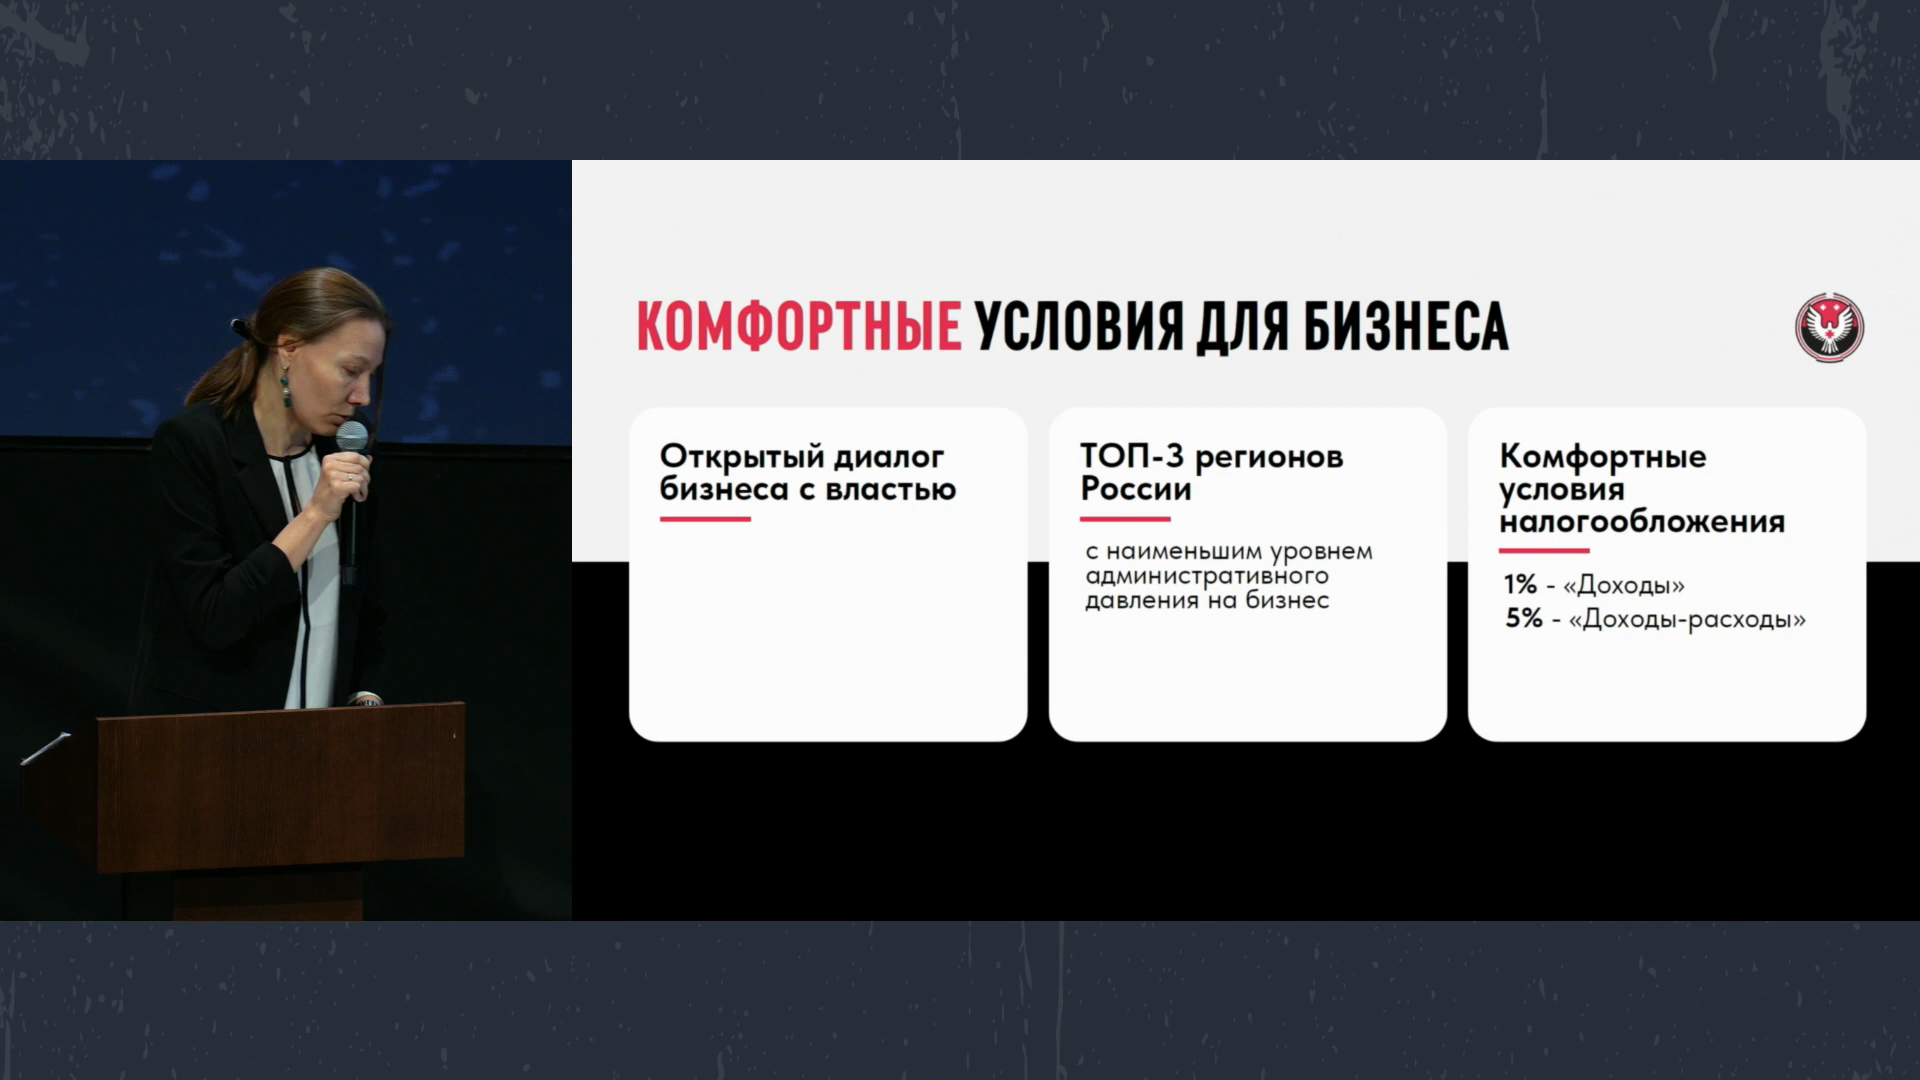 КОМФОРТНЫЕ УСЛОВИЯ ДЛЯ БИЗНЕСА
Открытый диалог
бизнеса с властью
ТОП-3 регионов
России
с наименьшим уровнем
административного
давления на бизнес
Комфортные
условия
налогообложения
1% - «Доходы»
5% - «Доходы-расходы»